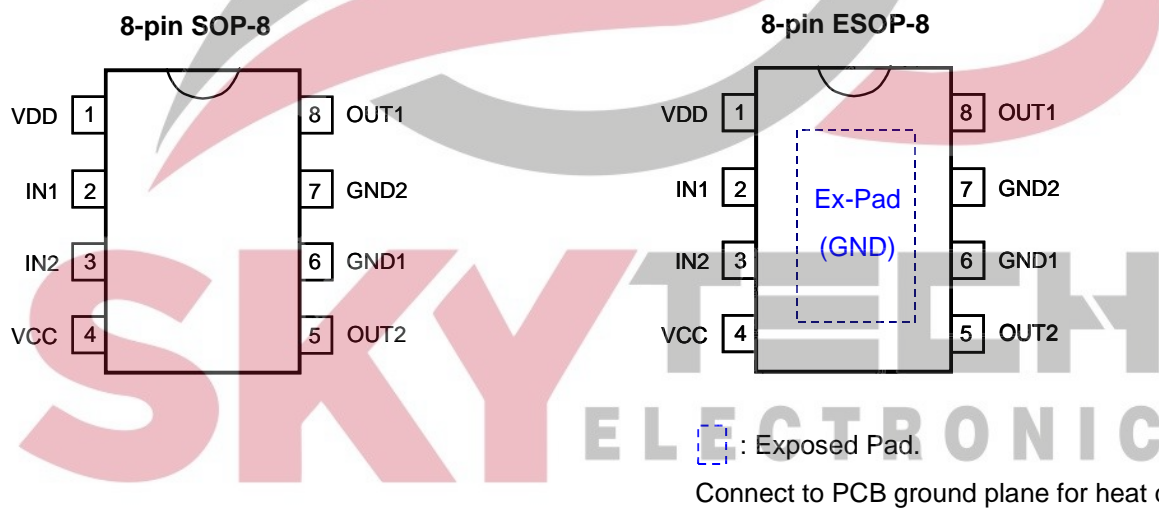 8-pin SOP-8
VDD 1 8 OUT1
IN1 2 7 GND2
IN2 3 6 GND1
VCC 4 5 OUT2
8-pin ESOP-8
VDD 1 8 OUT1
IN1 2 7 GND2
Ex-Pad
(GND)
IN2 3 6 GND1
VCC 4 5 OUT2
: Exposed Pad.
Connect to PCB ground plane for heat
SKYTECH
ELECTRONIC